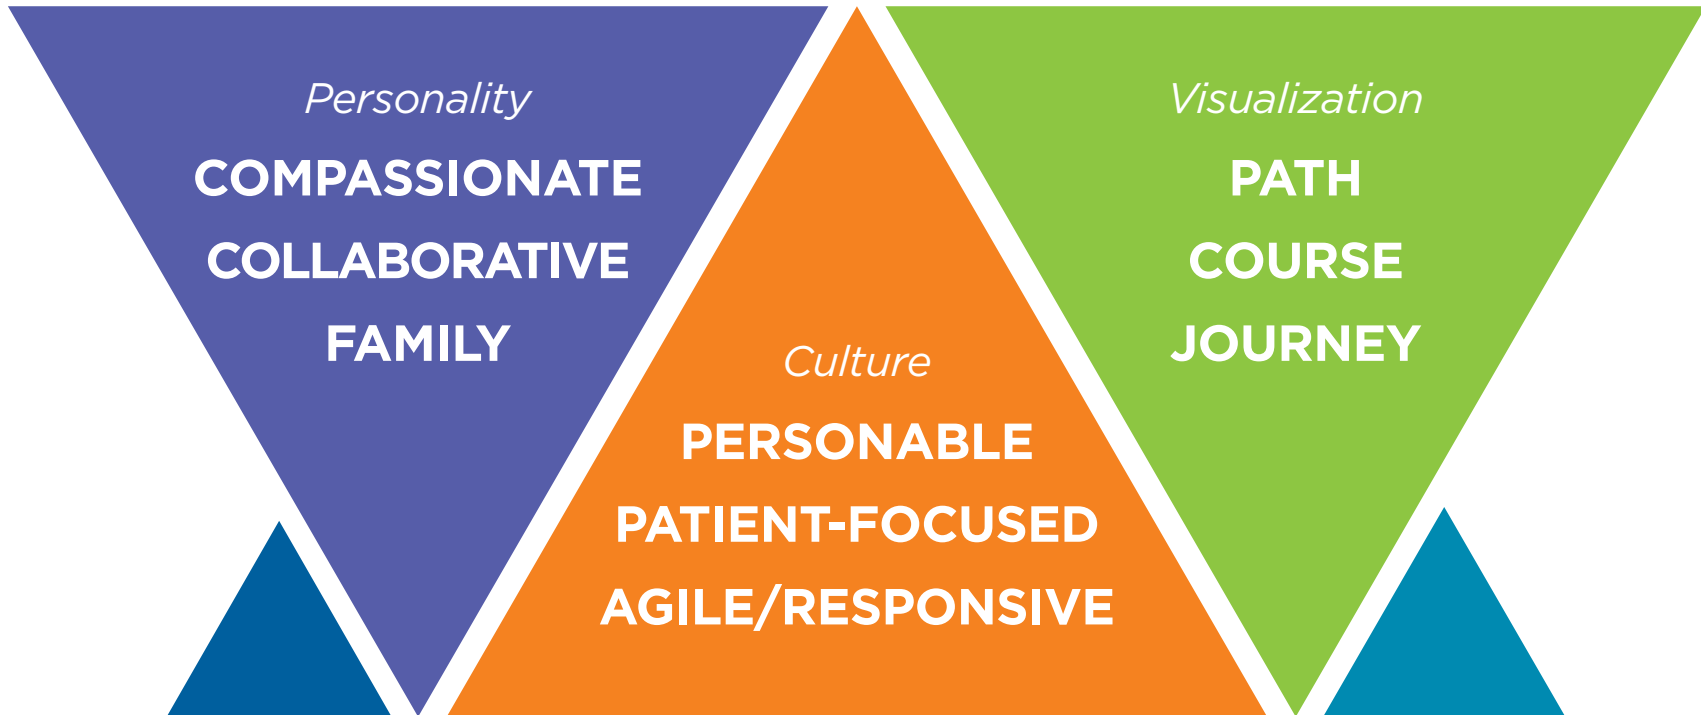 Personality
COMPASSIONATE
COLLABORATIVE
FAMILY
Culture
PERSONABLE
PATIENT-FOCUSED
AGILE/RESPONSIVE
Visualization
PATH
COURSE
JOURNEY